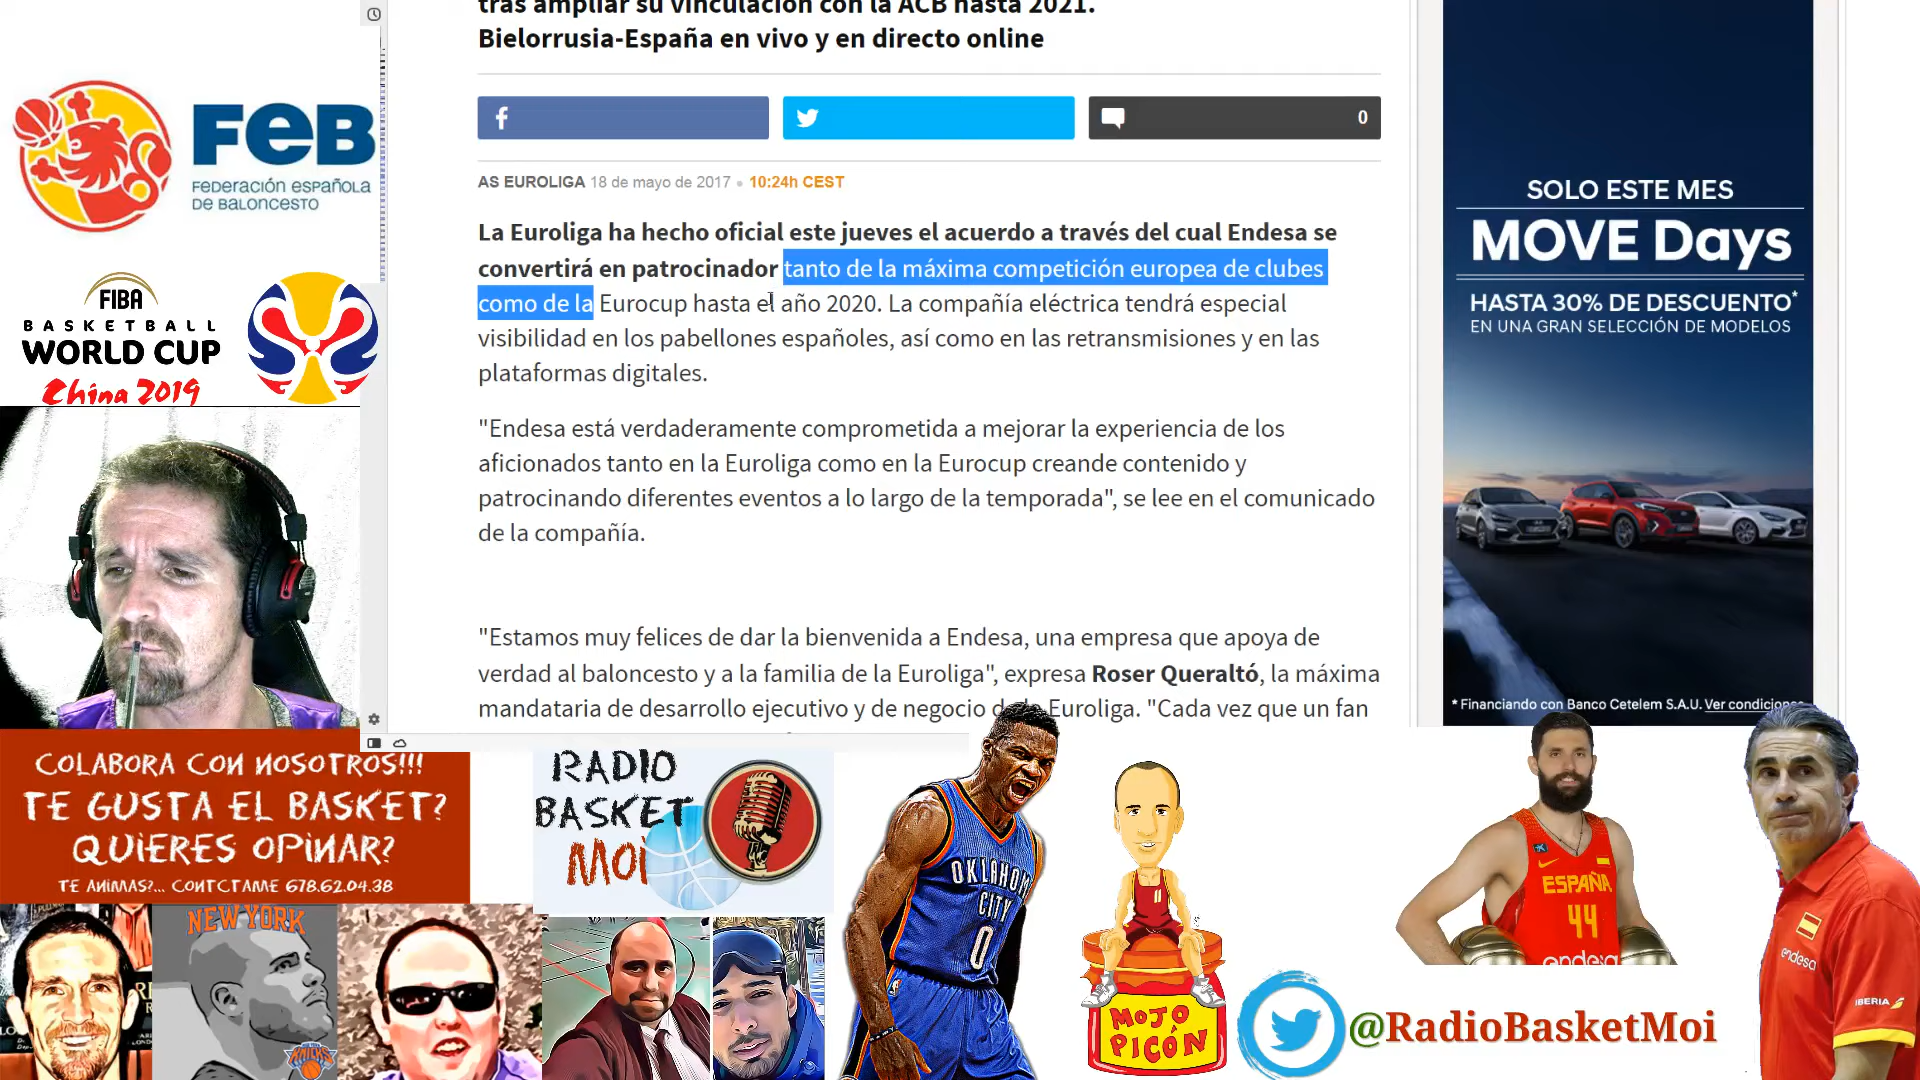 tras ampliar su vinculación con la ACB hasta 2021.
Bielorrusia-España en vivo y en directo online
0
AS EUROLIGA 18 de mayo de 2017 • 10:24h CEST
La Euroliga ha hecho oficial este jueves el acuerdo a través del cual Endesa se
convertirá en patrocinador tanto de la máxima competición europea de clubes
como de la Eurocup hasta el año 2020. La compañía eléctrica tendrá especial
visibilidad en los pabellones españoles, así como en las retransmisiones y en las
plataformas digitales.
"Endesa está verdaderamente comprometida a mejorar la experiencia de los
aficionados tanto en la Euroliga como en la Eurocup creande contenido y
patrocinando diferentes eventos a lo largo de la temporada", se lee en el comunicado
de la compañía.
"Estamos muy felices de dar la bienvenida a Endesa, una empresa que apoya de
verdad al baloncesto y a la familia de la Euroliga", expresa Roser Queraltó, la máxima
mandataria de desarrollo ejecutivo y de negocio de la Euroliga. "Cada vez que un fan
SOLO ESTE MES
MOVE Days
HASTA 30% DE DESCUENTO*
EN UNA GRAN SELECCIÓN DE MODELOS
* Financiando con Banco Cetelem S.A.U. Ver condiciones
FEB
FEDERACIÓN ESPAÑOLA
DE BALONCESTO
FIBA
BASKETBALL
WORLD CUP
China 2019
COLABORA CON NOSOTROS!!!
TE GUSTA EL BASKET?
QUIERES OPINAR?
TE ANIMAS?... CONTCTAME 678.62.04.38
RADIO
BASKET
MOI
NEW YORK
KNICKS
OKLAHOM
CITY
0
MOJO
PICÓN
ESPAÑA
44
endesa
endesa
IBERIA
@RadioBasketMoi